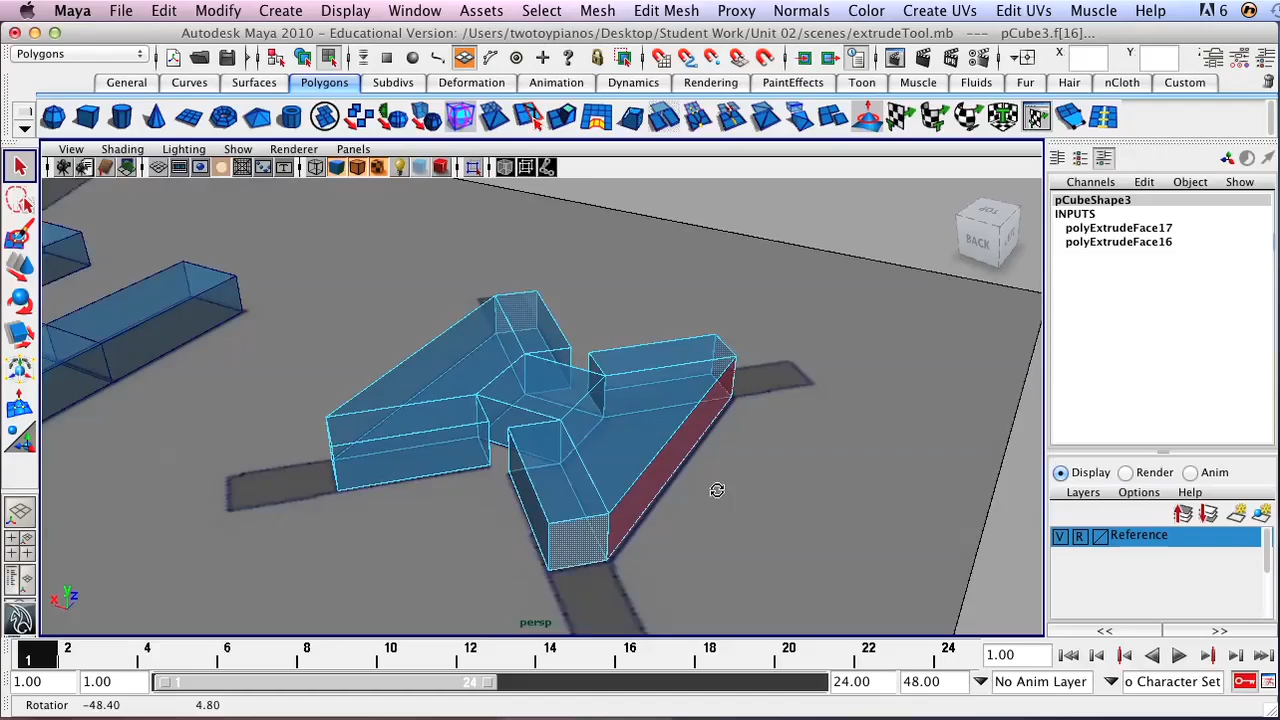 Maya File Edit Modify Create Display Window Assets Select Mesh Edit Mesh Proxy Normals Color Create UVs Edit UVs Muscle Help 6
Autodesk Maya 2010 - Educational Version: /Users/twotoypianos/Desktop/Student Work/Unit 02/scenes/extrudeTool.mb --- pCube3.f[16]...
Polygons X Y
General Curves Surfaces Polygons Subdivs Deformation Animation Dynamics Rendering PaintEffects Toon Muscle Fluids Fur Hair nCloth Custom
View Shading Lighting Show Renderer Panels
Channels Edit Object Show
pCubeShape3
INPUTS
polyExtrudeFace17
polyExtrudeFace16
TOP
BACK
persp
Display Render Anim
Layers Options Help
V R Reference
<< >>
1 2 4 6 8 10 12 14 16 18 20 22 24 1.00
1.00 1.00 1 24 24.00 48.00 No Anim Layer o Character Set
Rotatior -48.40 4.80